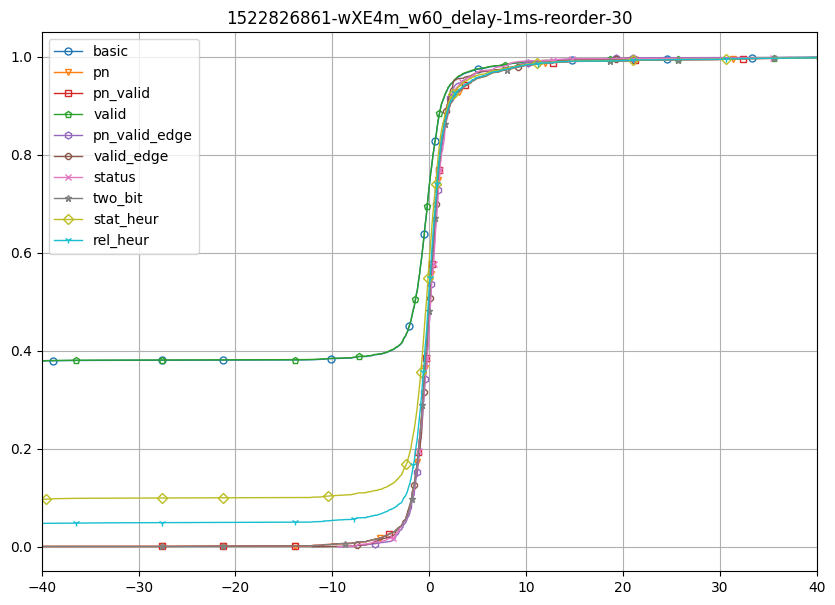 1522826861-wXE4m_w60_delay-1ms-reorder-30
1.0
0.8
0.6
0.4
0.2
0.0
basic
pn
pn_valid
valid
pn_valid_edge
valid_edge
status
two_bit
stat_heur
rel_heur
−40
−30
−20
−10
0
10
20
30
40